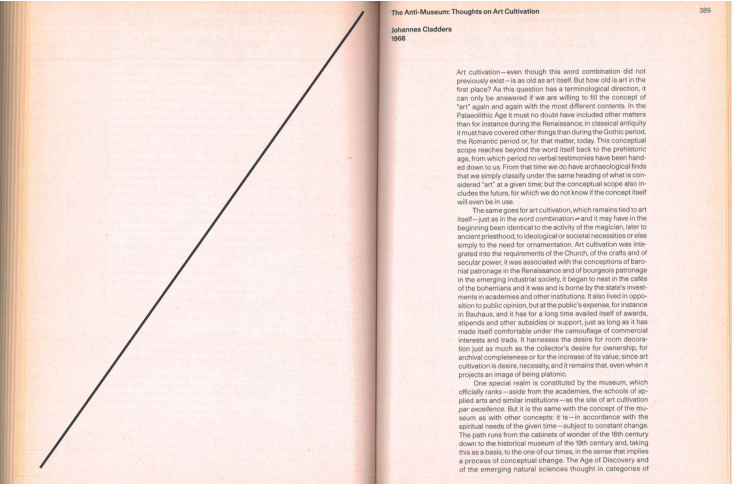 The Anti-Museum: Thoughts on Art Cultivation
389
Johannes Cladders
1968
Art cultivation—even though this word combination did not
previously exist—is as old as art itself. But how old is art in the
first place? As this question has a terminological direction, it
can only be answered if we are willing to fill the concept of
"art" again and again with the most different contents. In the
Palaeolithic Age it must no doubt have included other matters
than for instance during the Renaissance; in classical antiquity
it must have covered other things than during the Gothic period,
the Romantic period or, for that matter, today. This conceptual
scope reaches beyond the word itself back to the prehistoric
age, from which period no verbal testimonies have been hand-
ed down to us. From that time we do have archaeological finds
that we simply classify under the same heading of what is con-
sidered "art" at a given time; but the conceptual scope also in-
cludes the future, for which we do not know if the concept itself
will even be in use.
The same goes for art cultivation, which remains tied to art
itself—just as in the word combination—and it may have in the
beginning been identical to the activity of the magician, later to
ancient priesthood, to ideological or societal necessities or else
simply to the need for ornamentation. Art cultivation was inte-
grated into the requirements of the Church, of the crafts and of
secular power, it was associated with the conceptions of baro-
nial patronage in the Renaissance and of bourgeois patronage
in the emerging industrial society, it began to nest in the cafés
of the bohemians and it was and is borne by the state's invest-
ments in academies and other institutions. It also lived in oppo-
sition to public opinion, but at the public's expense, for instance
in Bauhaus, and it has for a long time availed itself of awards,
stipends and other subsidies or support, just as long as it has
made itself comfortable under the camouflage of commercial
interests and trade. It harnesses the desire for room decora-
tion just as much as the collector's desire for ownership, for
archival completeness or for the increase of its value; since art
cultivation is desire, necessity, and it remains that, even when it
projects an image of being platonic.
One special realm is constituted by the museum, which
officially ranks—aside from the academies, the schools of ap-
plied arts and similar institutions—as the site of art cultivation
par excellence. But it is the same with the concept of the mu-
seum as with other concepts: it is—in accordance with the
spiritual needs of the given time—subject to constant change.
The path runs from the cabinets of wonder of the 16th century
down to the historical museum of the 19th century and, taking
this as a basis, to the one of our times, in the sense that implies
a process of conceptual change. The Age of Discovery and
of the emerging natural sciences thought in categories of